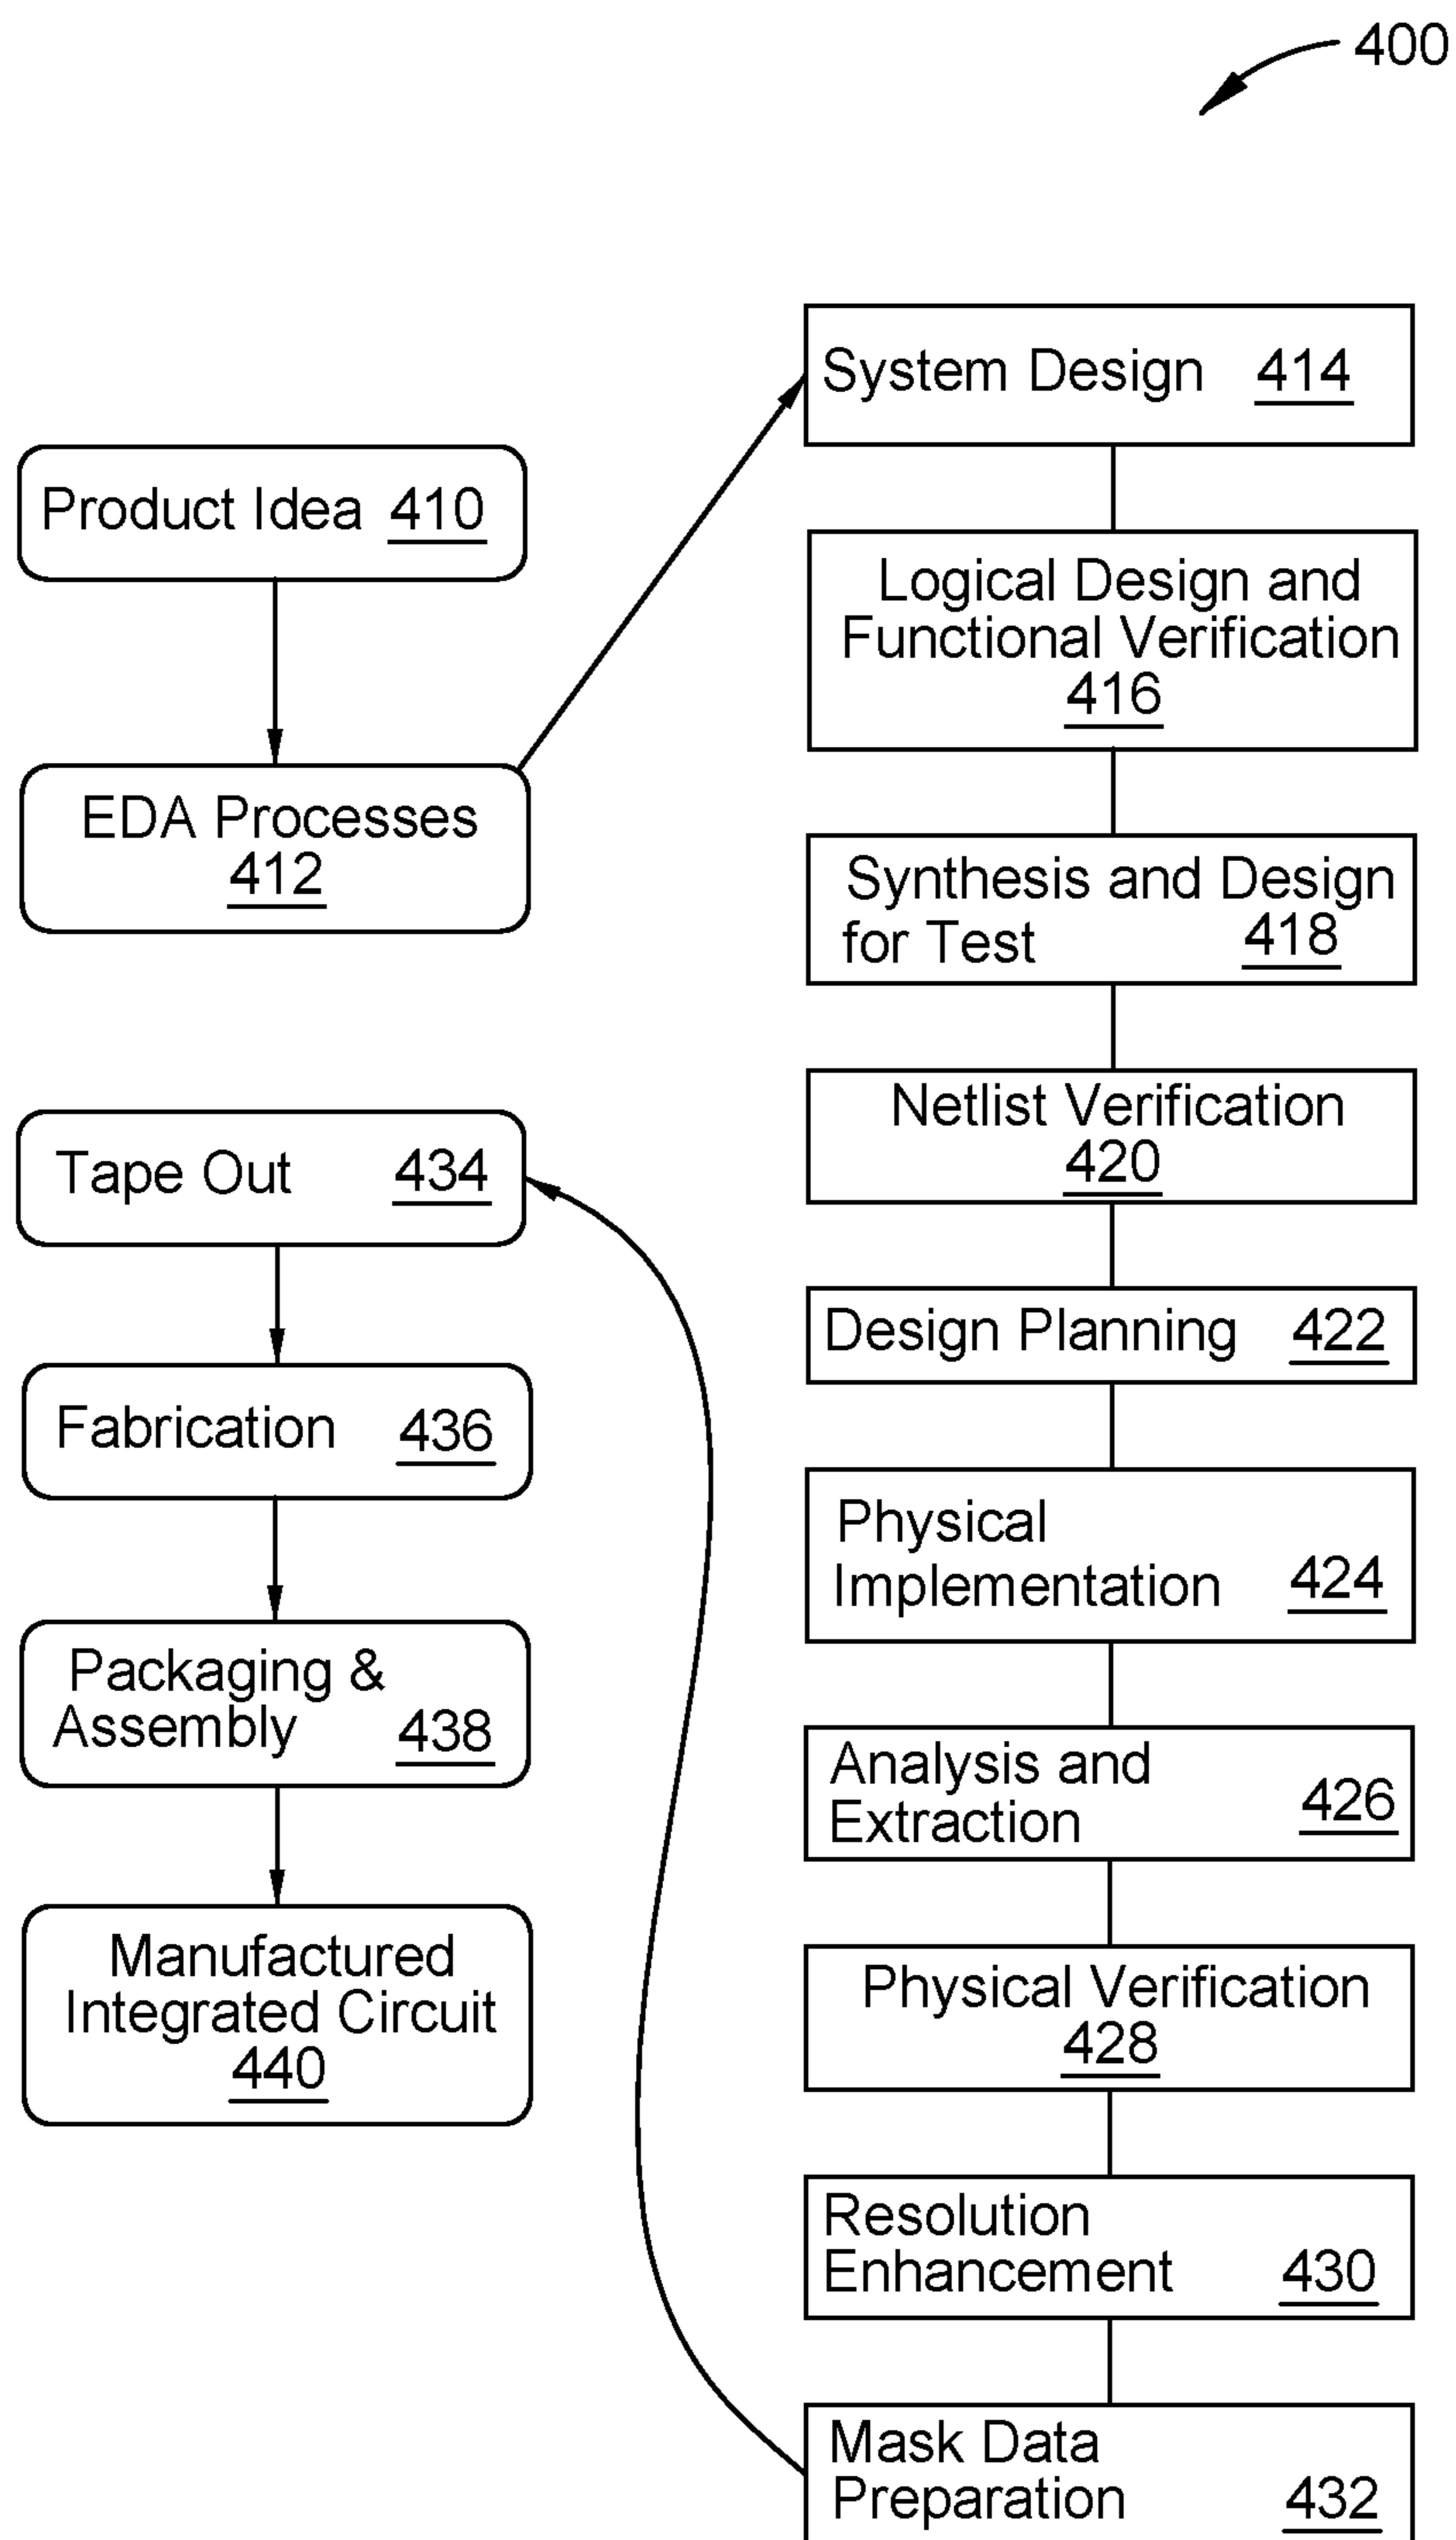 400
Product Idea 410
EDA Processes
412
System Design 414
Logical Design and
Functional Verification
416
Synthesis and Design
for Test 418
Netlist Verification
420
Design Planning 422
Physical
Implementation 424
Analysis and
Extraction 426
Physical Verification
428
Resolution
Enhancement 430
Mask Data
Preparation 432
Tape Out 434
Fabrication 436
Packaging &
Assembly 438
Manufactured
Integrated Circuit
440